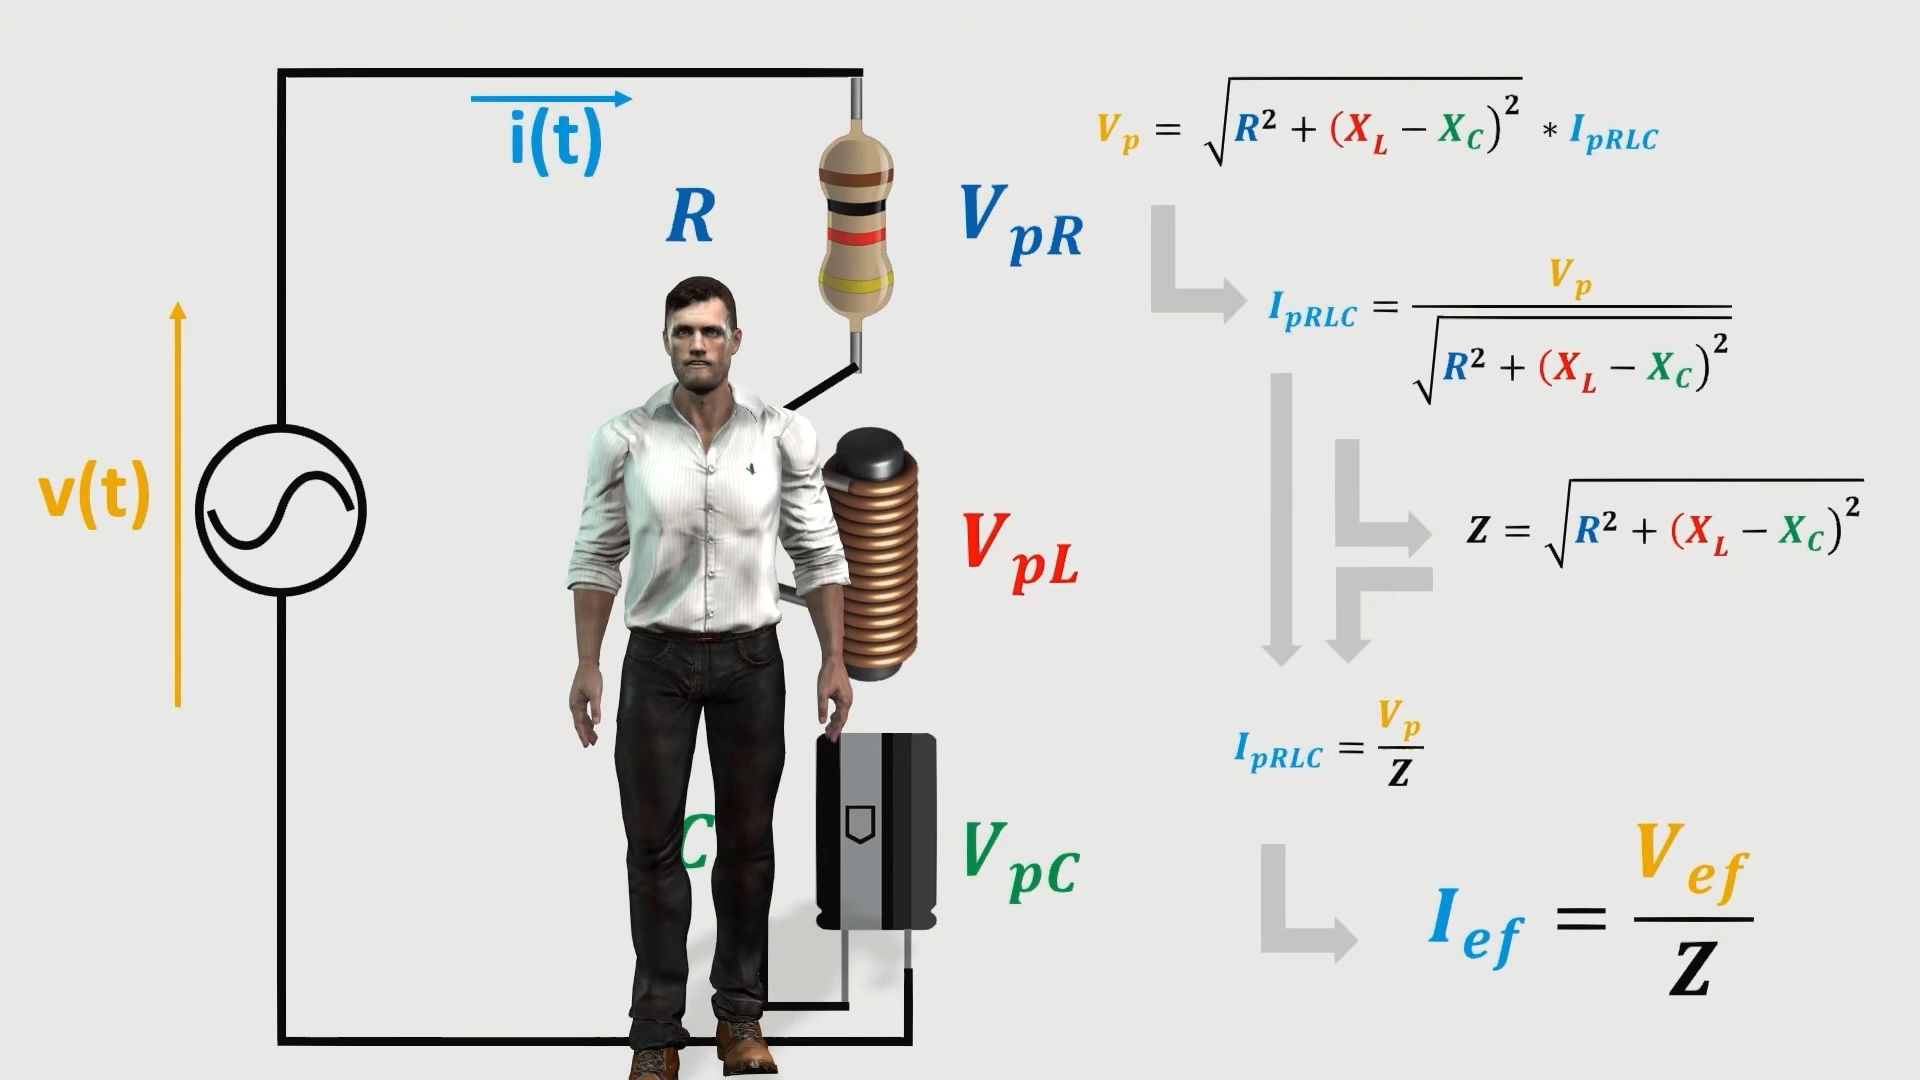 i(t)
R
V_pR
v(t)
V_pL
C
V_pC
V_p = √(R² + (X_L − X_C)²) * I_pRLC
I_pRLC = V_p / √(R² + (X_L − X_C)²)
Z = √(R² + (X_L − X_C)²)
I_pRLC = V_p / Z
I_ef = V_ef / Z